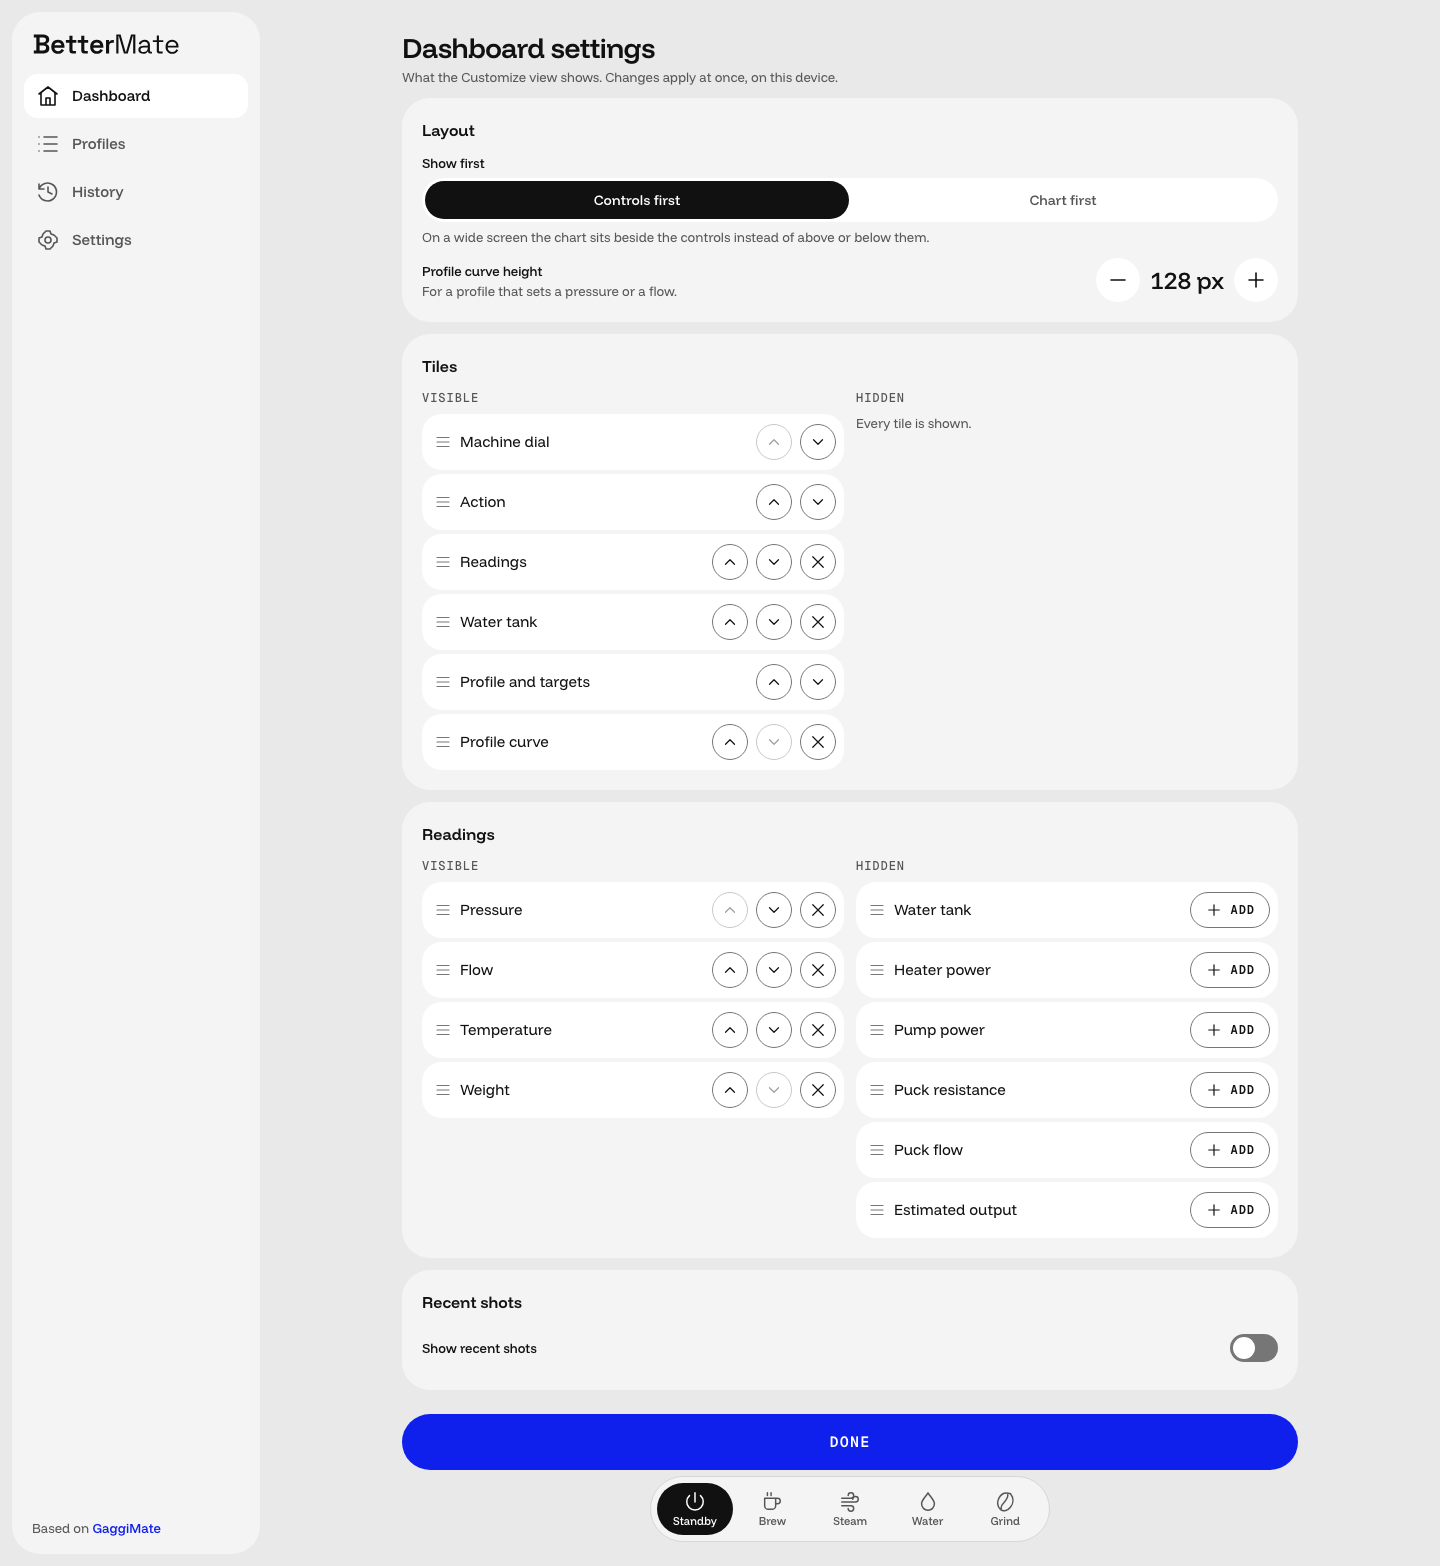 BetterMate
Dashboard
Profiles
History
Settings
Based on GaggiMate
Dashboard settings
What the Customize view shows. Changes apply at once, on this device.
Layout
Show first
Controls first
Chart first
On a wide screen the chart sits beside the controls instead of above or below them.
Profile curve height
For a profile that sets a pressure or a flow.
128 px
Tiles
VISIBLE
Machine dial
Action
Readings
Water tank
Profile and targets
Profile curve
HIDDEN
Every tile is shown.
Readings
VISIBLE
Pressure
Flow
Temperature
Weight
HIDDEN
Water tank
ADD
Heater power
ADD
Pump power
ADD
Puck resistance
ADD
Puck flow
ADD
Estimated output
ADD
Recent shots
Show recent shots
DONE
Standby
Brew
Steam
Water
Grind